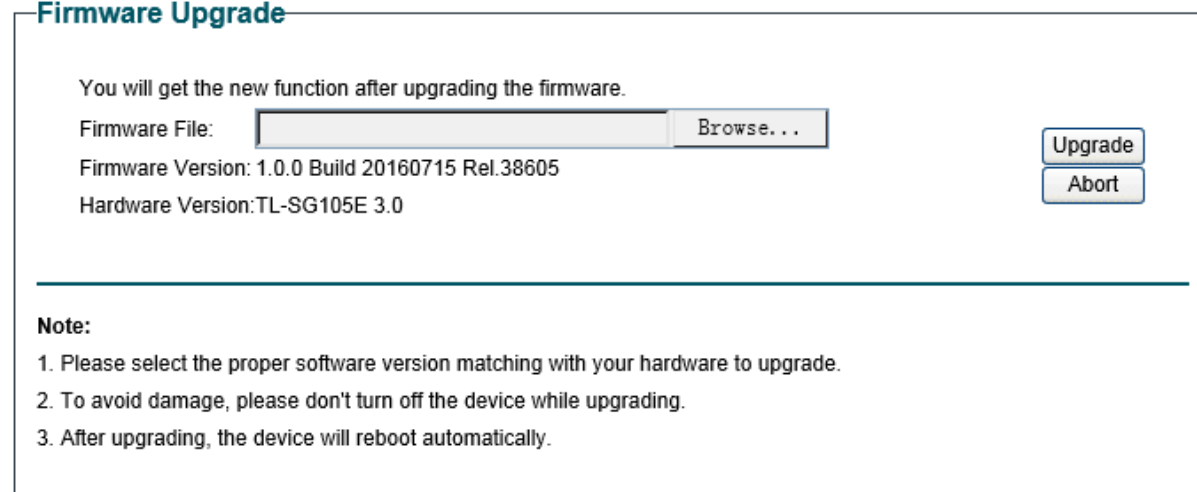 Firmware Upgrade
You will get the new function after upgrading the firmware.
Firmware File: Browse...
Upgrade
Firmware Version: 1.0.0 Build 20160715 Rel.38605
Abort
Hardware Version:TL-SG105E 3.0
Note:
1. Please select the proper software version matching with your hardware to upgrade.
2. To avoid damage, please don't turn off the device while upgrading.
3. After upgrading, the device will reboot automatically.